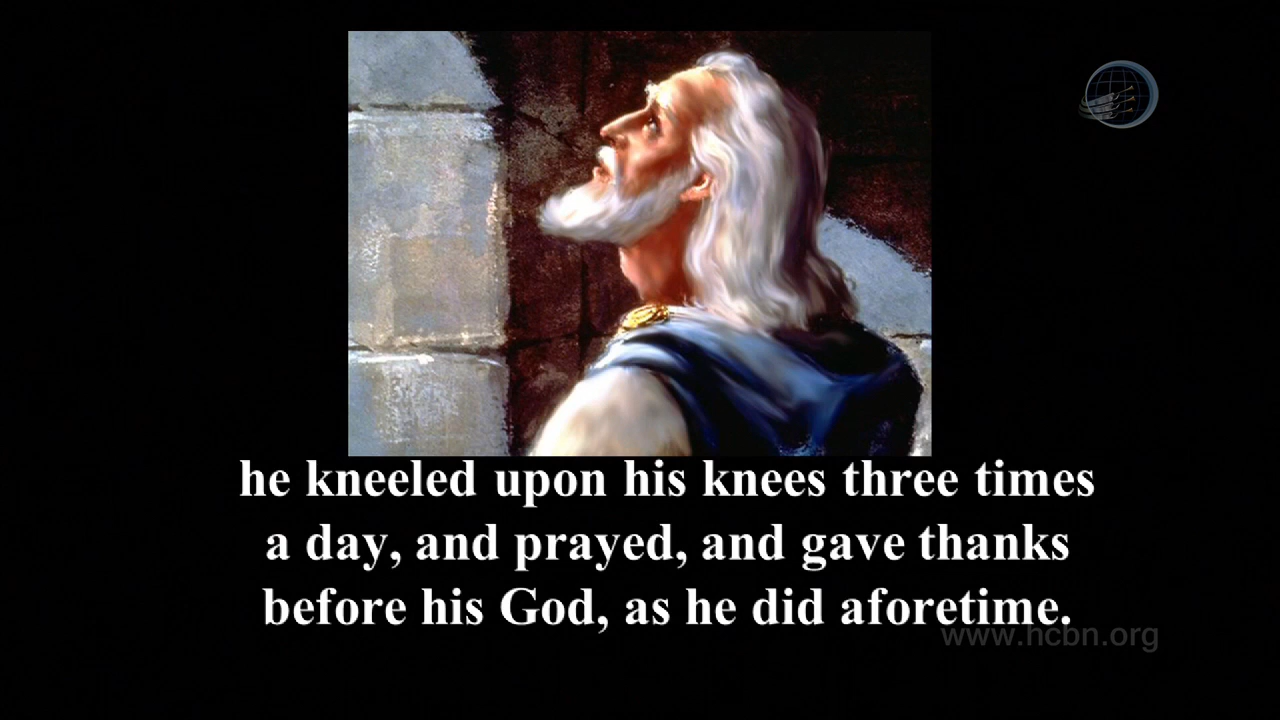 he kneeled upon his knees three times
a day, and prayed, and gave thanks
before his God, as he did aforetime.
www.hcbn.org